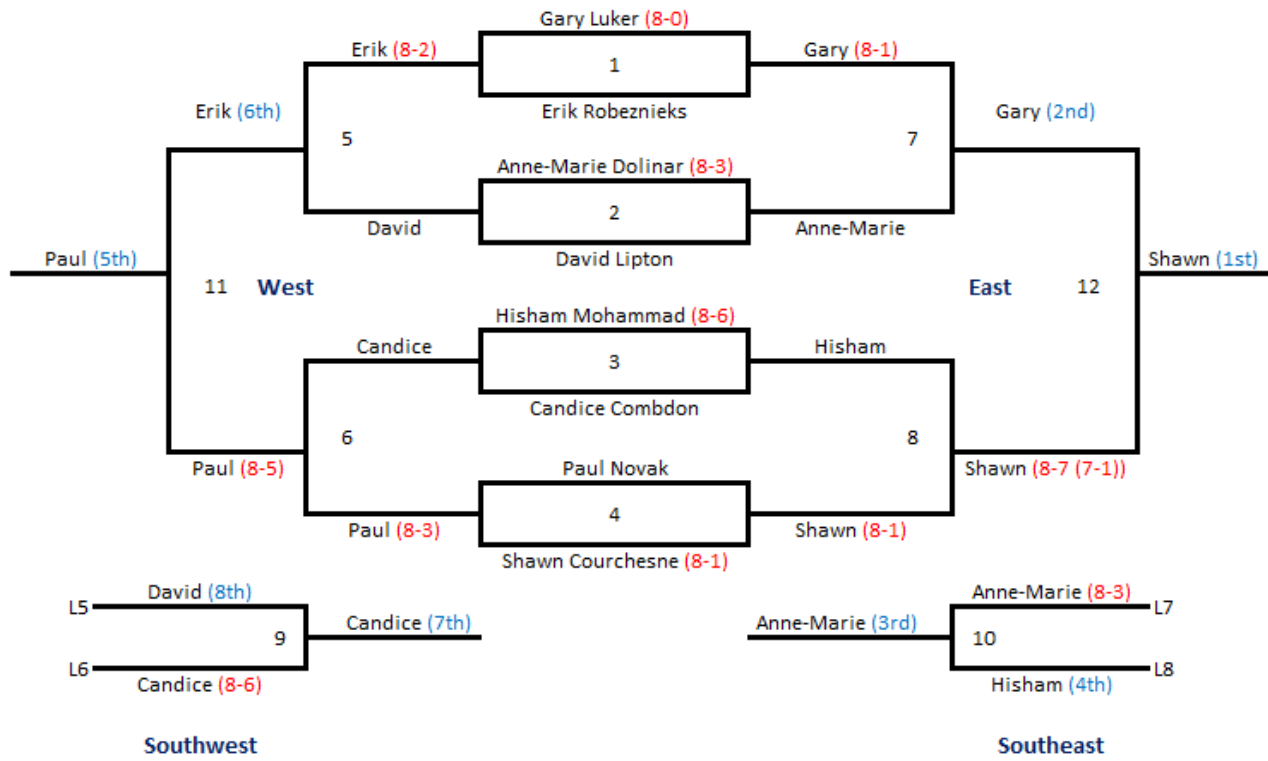 Gary Luker (8-0)
Erik (8-2)
1
Gary (8-1)
Erik Robeznieks
Erik (6th)
5
7
Gary (2nd)
Anne-Marie Dolinar (8-3)
2
David
Anne-Marie
David Lipton
Paul (5th)
11
West
East
12
Shawn (1st)
Hisham Mohammad (8-6)
Candice
3
Hisham
Candice Combdon
6
8
Paul Novak
Paul (8-5)
Shawn (8-7 (7-1))
4
Paul (8-3)
Shawn (8-1)
Shawn Courchesne (8-1)
David (8th)
L5
9
Candice (7th)
L6
Candice (8-6)
Southwest
Anne-Marie (8-3)
L7
Anne-Marie (3rd)
10
L8
Hisham (4th)
Southeast